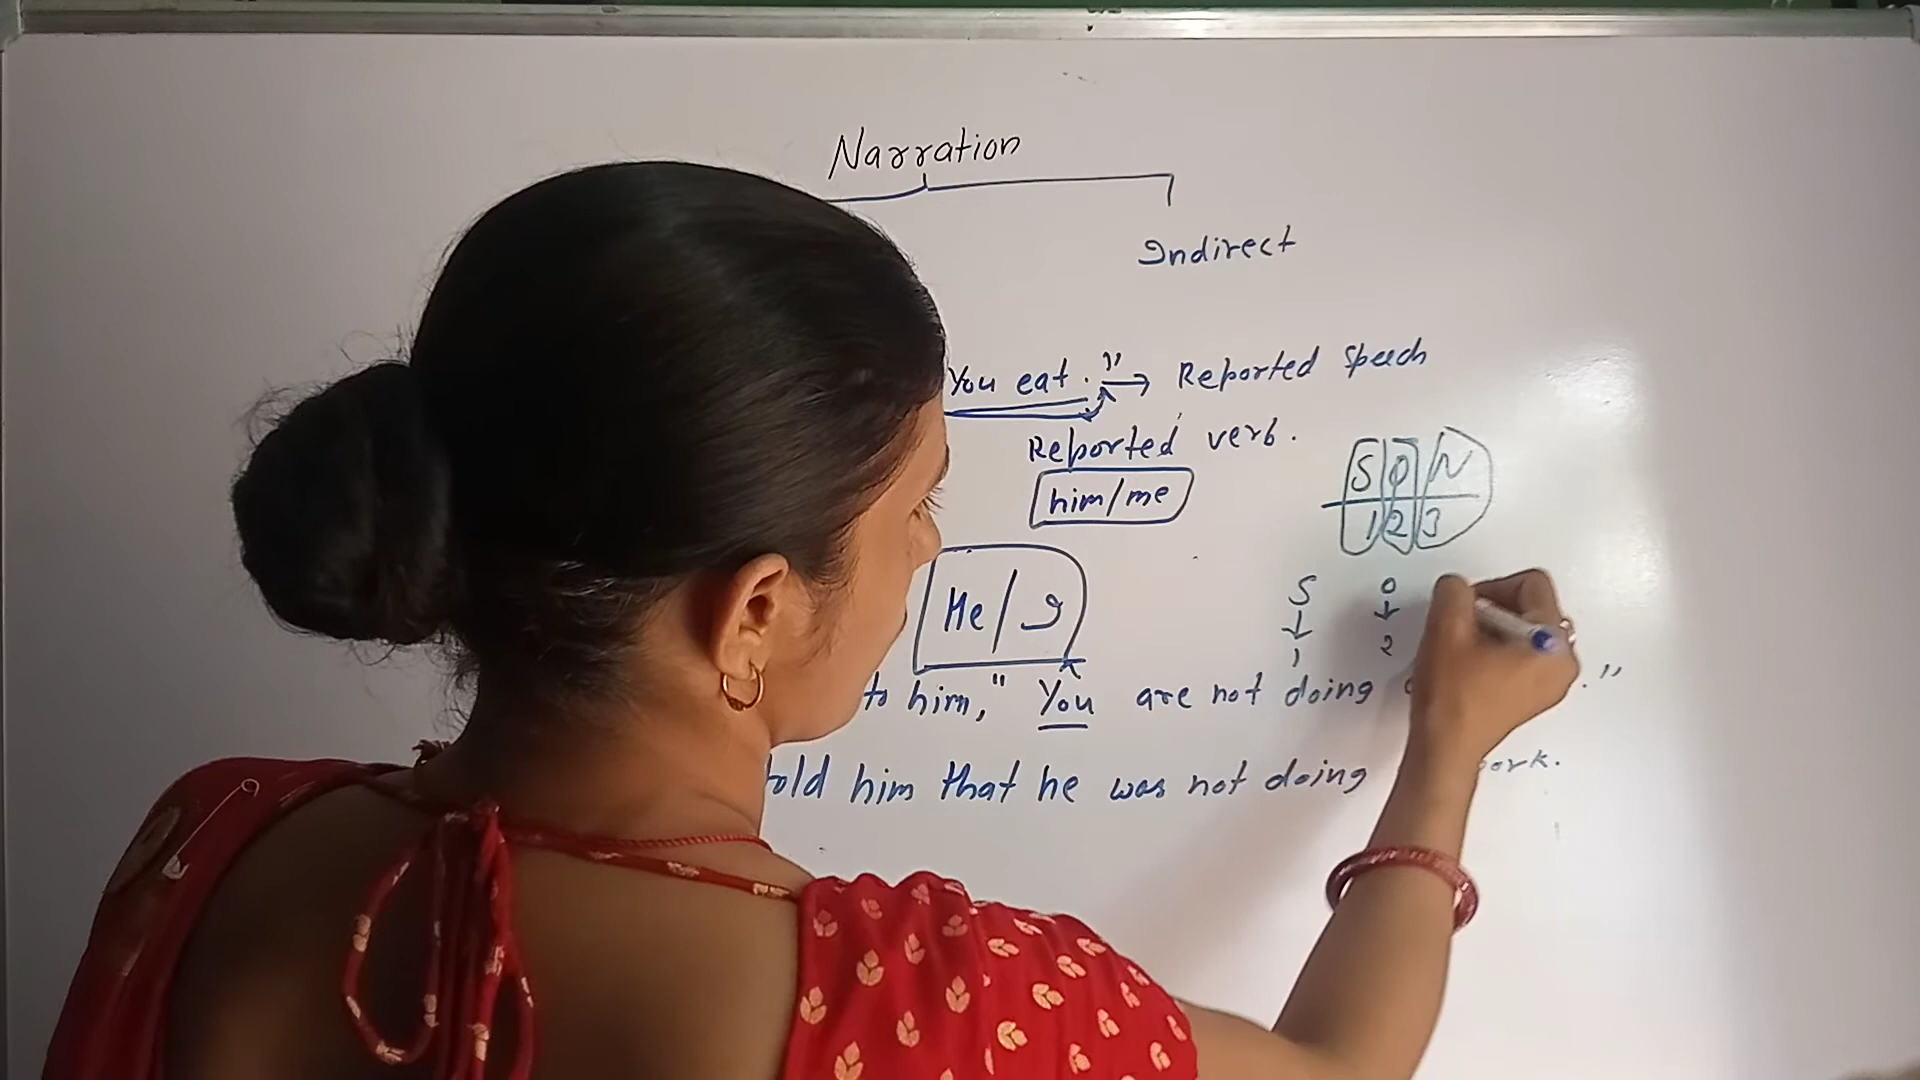 Narration
Indirect
You eat." → Reported Speech
Reported verb.
him/me
S O N
1 2 3
He/I
S O
↓ ↓
1 2
to him," You are not doing ."
told him that he was not doing work.